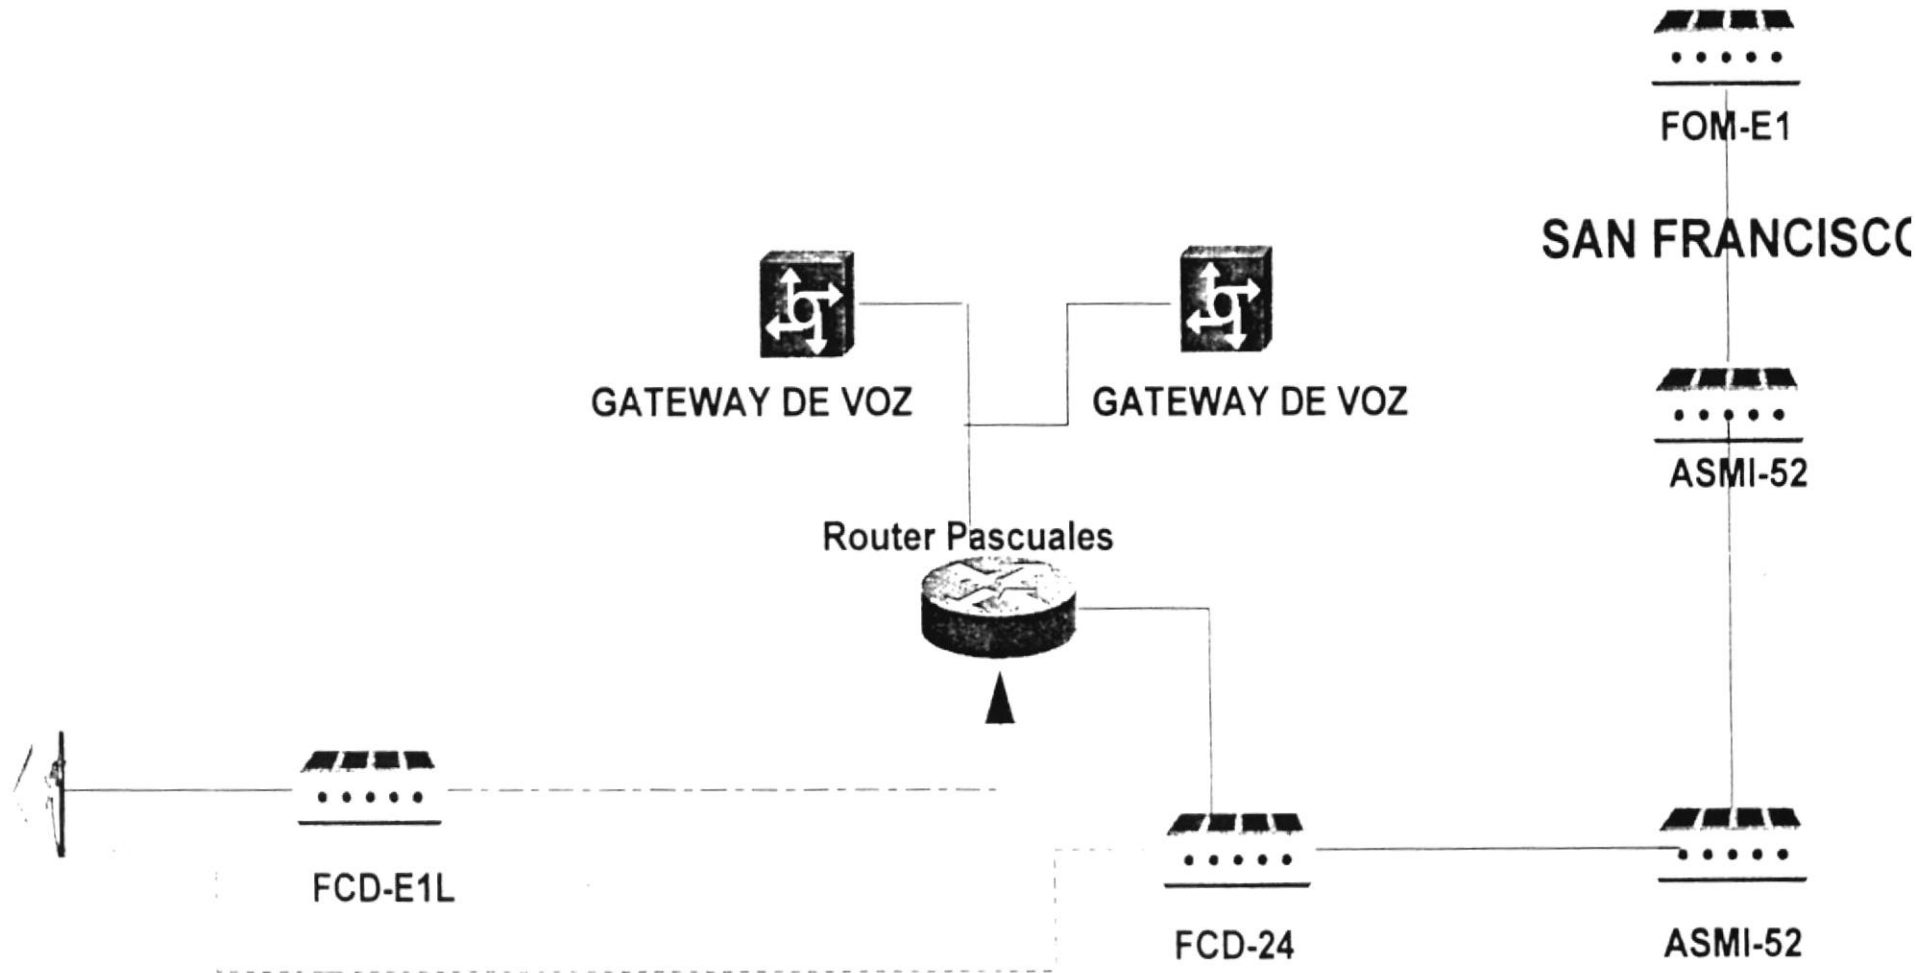 FOM-E1
SAN FRANCISCO
GATEWAY DE VOZ
GATEWAY DE VOZ
ASMI-52
Router Pascuales
FCD-E1L
FCD-24
ASMI-52